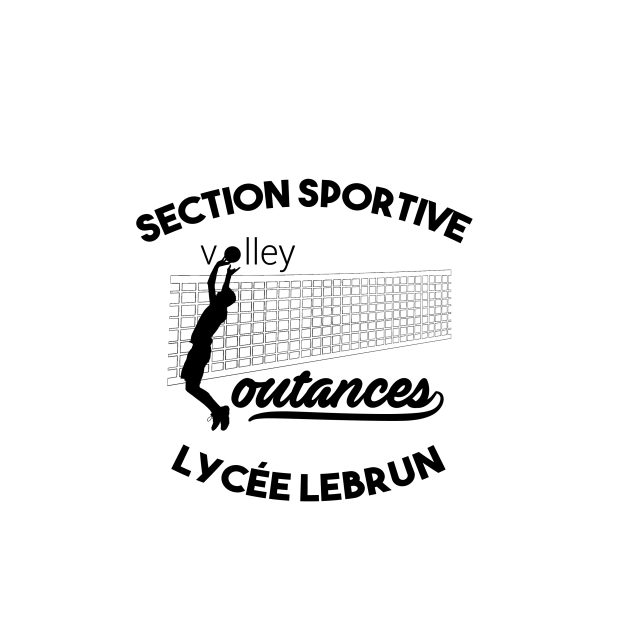 SECTION SPORTIVE
volley
Coutances
LYCÉE LEBRUN